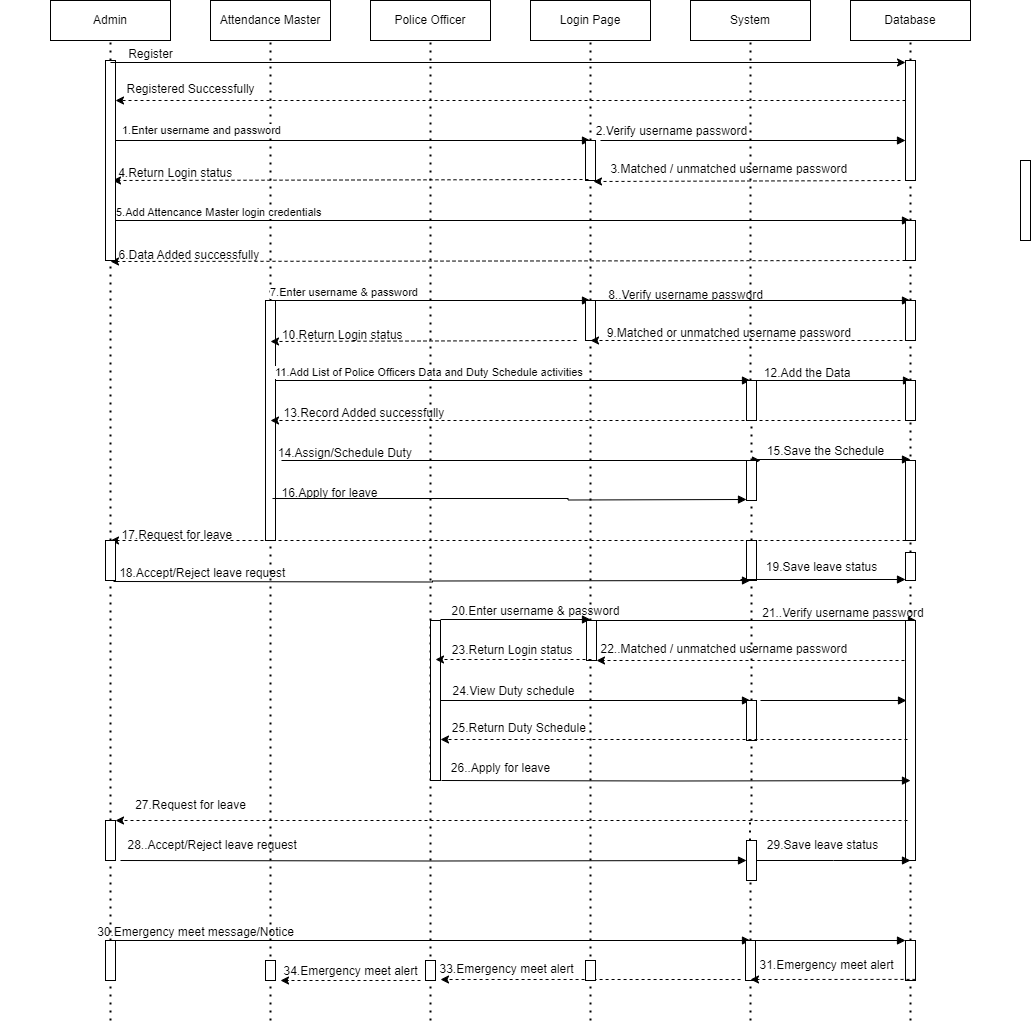 Admin
Attendance Master
Police Officer
Login Page
System
Database
Register
Registered Successfully
1.Enter username and password
2.Verify username password
3.Matched / unmatched username password
4.Return Login status
5.Add Attencance Master login credentials
6.Data Added successfully
7.Enter username & password
8..Verify username password
9.Matched or unmatched username password
10.Return Login status
11.Add List of Police Officers Data and Duty Schedule activities
12.Add the Data
13.Record Added successfully
14.Assign/Schedule Duty
15.Save the Schedule
16.Apply for leave
17.Request for leave
18.Accept/Reject leave request
19.Save leave status
20.Enter username & password
21..Verify username password
22..Matched / unmatched username password
23.Return Login status
24.View Duty schedule
25.Return Duty Schedule
26..Apply for leave
27.Request for leave
28..Accept/Reject leave request
29.Save leave status
30.Emergency meet message/Notice
31.Emergency meet alert
33.Emergency meet alert
34.Emergency meet alert